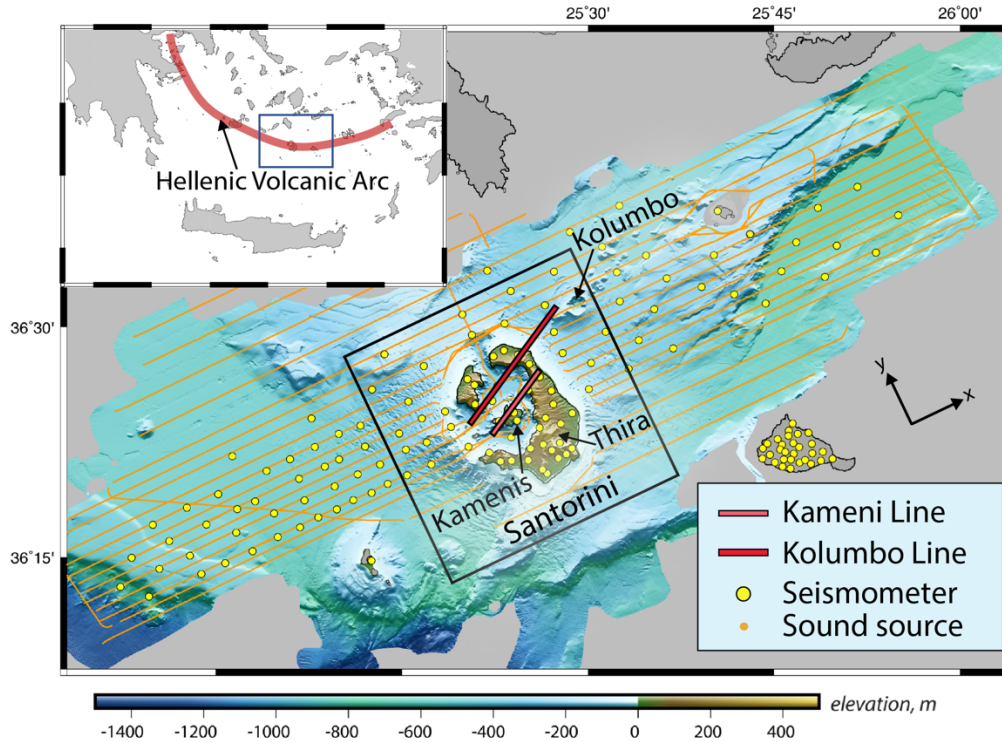 25°30'
25°45'
26°00'
Hellenic Volcanic Arc
36°30'
36°15'
Kolumbo
Thira
Kamenis
Santorini
y
x
Kameni Line
Kolumbo Line
Seismometer
Sound source
-1400 -1200 -1000 -800 -600 -400 -200 0 200 400
elevation, m